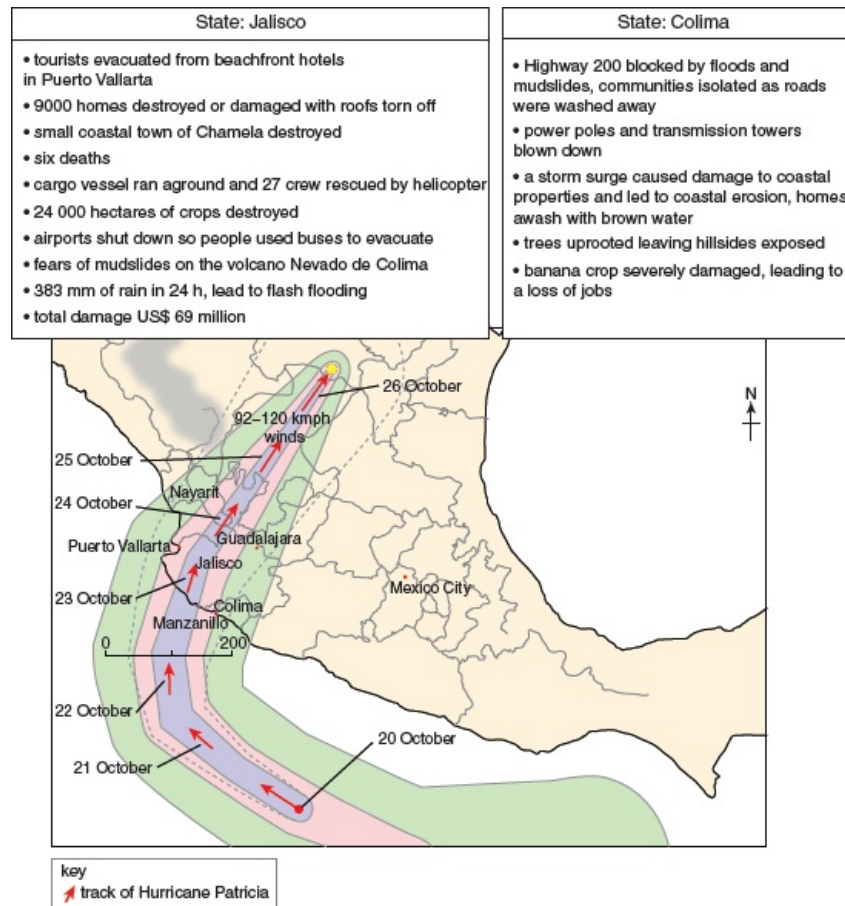 State: Jalisco
• tourists evacuated from beachfront hotels
in Puerto Vallarta
• 9000 homes destroyed or damaged with roofs torn off
• small coastal town of Chamela destroyed
• six deaths
• cargo vessel ran aground and 27 crew rescued by helicopter
• 24 000 hectares of crops destroyed
• airports shut down so people used buses to evacuate
• fears of mudslides on the volcano Nevado de Colima
• 383 mm of rain in 24 h, lead to flash flooding
• total damage US$ 69 million
State: Colima
• Highway 200 blocked by floods and
mudslides, communities isolated as roads
were washed away
• power poles and transmission towers
blown down
• a storm surge caused damage to coastal
properties and led to coastal erosion, homes
awash with brown water
• trees uprooted leaving hillsides exposed
• banana crop severely damaged, leading to
a loss of jobs
26 October
N
92–120 kmph
winds
25 October
Nayarit
24 October
Puerto Vallarta
Guadalajara
Jalisco
Mexico City
23 October
Colima
Manzanillo
0 200
22 October
20 October
21 October
key
track of Hurricane Patricia